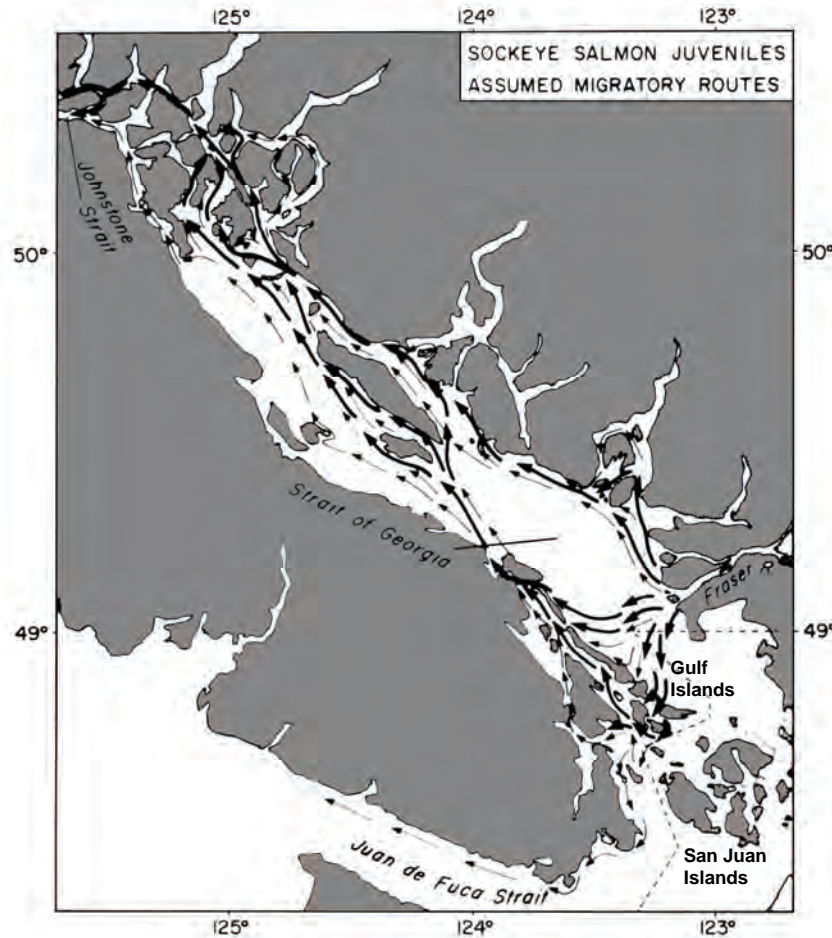 125°
124°
123°
SOCKEYE SALMON JUVENILES
ASSUMED MIGRATORY ROUTES
Johnstone
Strait
50°
50°
Strait of Georgia
Fraser R.
49°
49°
Gulf
Islands
San Juan
Islands
Juan de Fuca Strait
125°
124°
123°